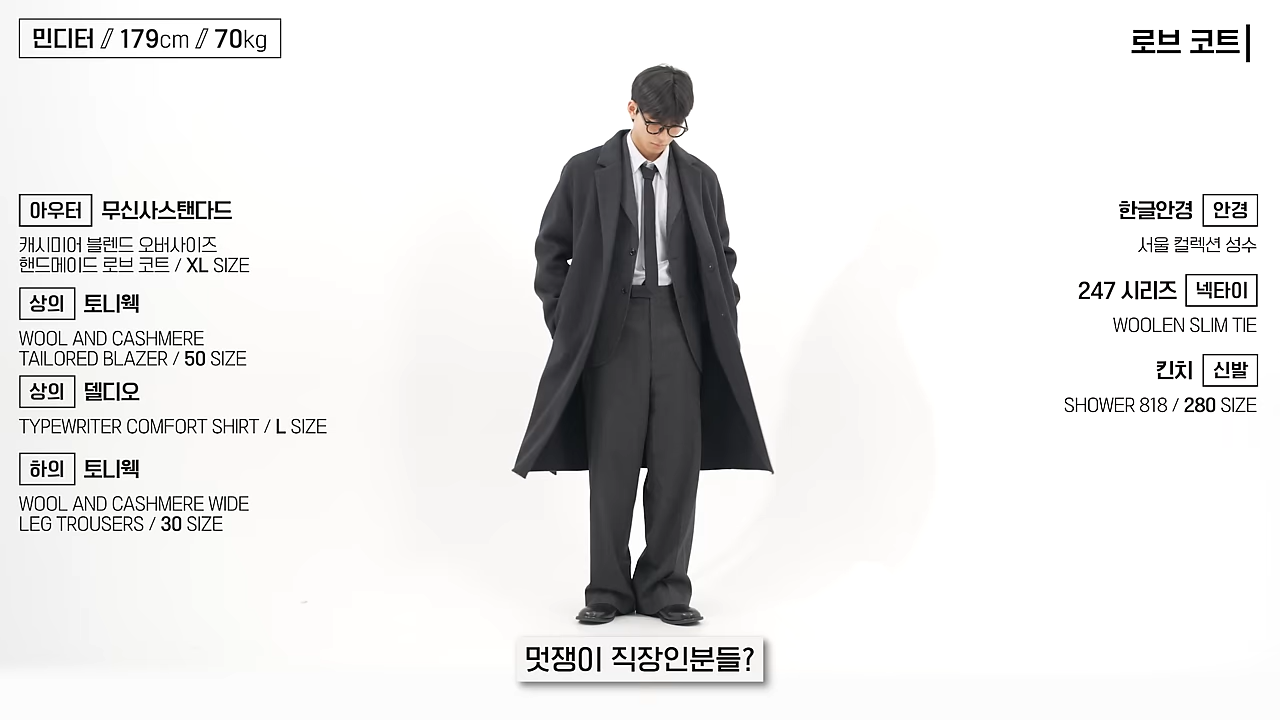 민디터 // 179cm // 70kg
로브 코트
아우터 무신사스탠다드
캐시미어 블렌드 오버사이즈
핸드메이드 로브 코트 / XL SIZE
상의 토니웩
WOOL AND CASHMERE
TAILORED BLAZER / 50 SIZE
상의 델디오
TYPEWRITER COMFORT SHIRT / L SIZE
하의 토니웩
WOOL AND CASHMERE WIDE
LEG TROUSERS / 30 SIZE
한글안경 안경
서울 컬렉션 성수
247 시리즈 넥타이
WOOLEN SLIM TIE
킨치 신발
SHOWER 818 / 280 SIZE
멋쟁이 직장인분들?